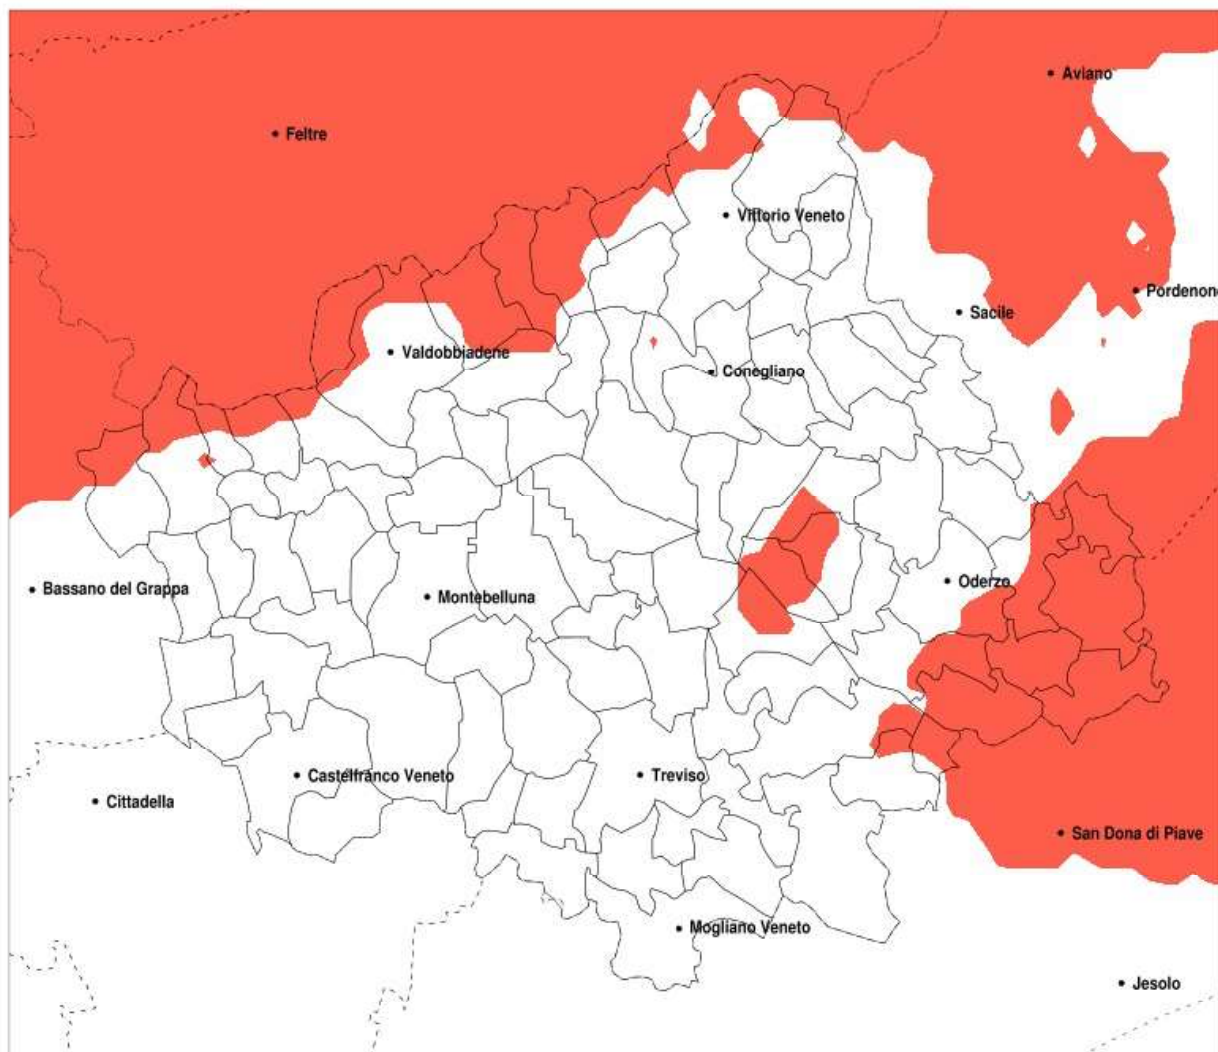 Aviano
Feltre
Vittorio Veneto
Pordenone
Sacile
Valdobbiadene
Conegliano
Bassano del Grappa
Oderzo
Montebelluna
Castelfranco Veneto
Treviso
Cittadella
San Dona di Piave
Mogliano Veneto
Jesolo